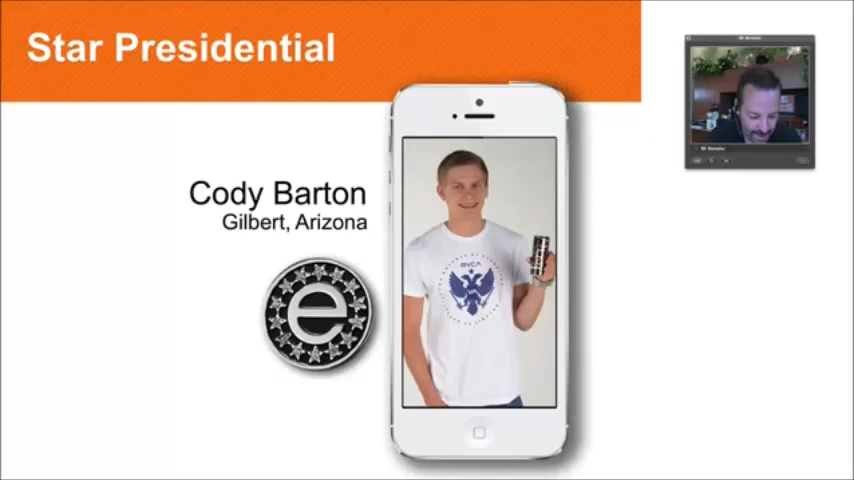 Star Presidential
Cody Barton
Gilbert, Arizona
e
RVCA